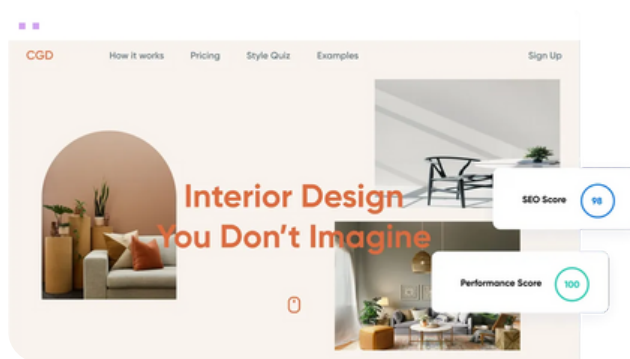 CGD
How it works
Pricing
Style Quiz
Examples
Sign Up
Interior Design
You Don't Imagine
SEO Score
98
Performance Score
100